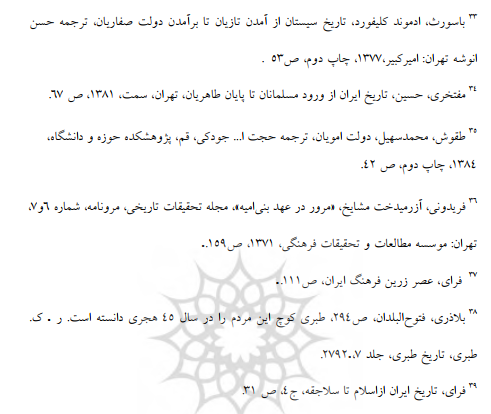 ۳۳ باسورث، ادموند کلیفورد، تاریخ سیستان از آمدن تازیان تا برآمدن دولت صفاریان، ترجمه حسن
انوشه تهران: امیرکبیر،۱۳۷۷، چاپ دوم، ص۵۳ .
۳۴ مفتخری، حسین، تاریخ ایران از ورود مسلمانان تا پایان طاهریان، تهران، سمت، ۱۳۸۱، ص ۶۷.
۳۵ طقوش، محمدسهیل، دولت امویان، ترجمه حجت ا... جودکی، قم، پژوهشکده حوزه و دانشگاه،
۱۳۸۴، چاپ دوم، ص ۴۲.
۳۶ فریدونی، آزرمیدخت مشایخ، «مرور در عهد بنی‌امیه»، مجله تحقیقات تاریخی، مرونامه، شماره ۶و۷،
تهران: موسسه مطالعات و تحقیقات فرهنگی، ۱۳۷۱، ص۱۵۹..
۳۷ فرای، عصر زرین فرهنگ ایران، ص۱۱۱..
۳۸ بلاذری، فتوح‌البلدان، ص۲۹۴، طبری کوچ این مردم را در سال ۴۵ هجری دانسته است. ر . ک.
طبری، تاریخ طبری، جلد ۷،.۲۷۹۲.
۳۹ فرای، تاریخ ایران ازاسلام تا سلاجقه، ج۴، ص ۳۱.